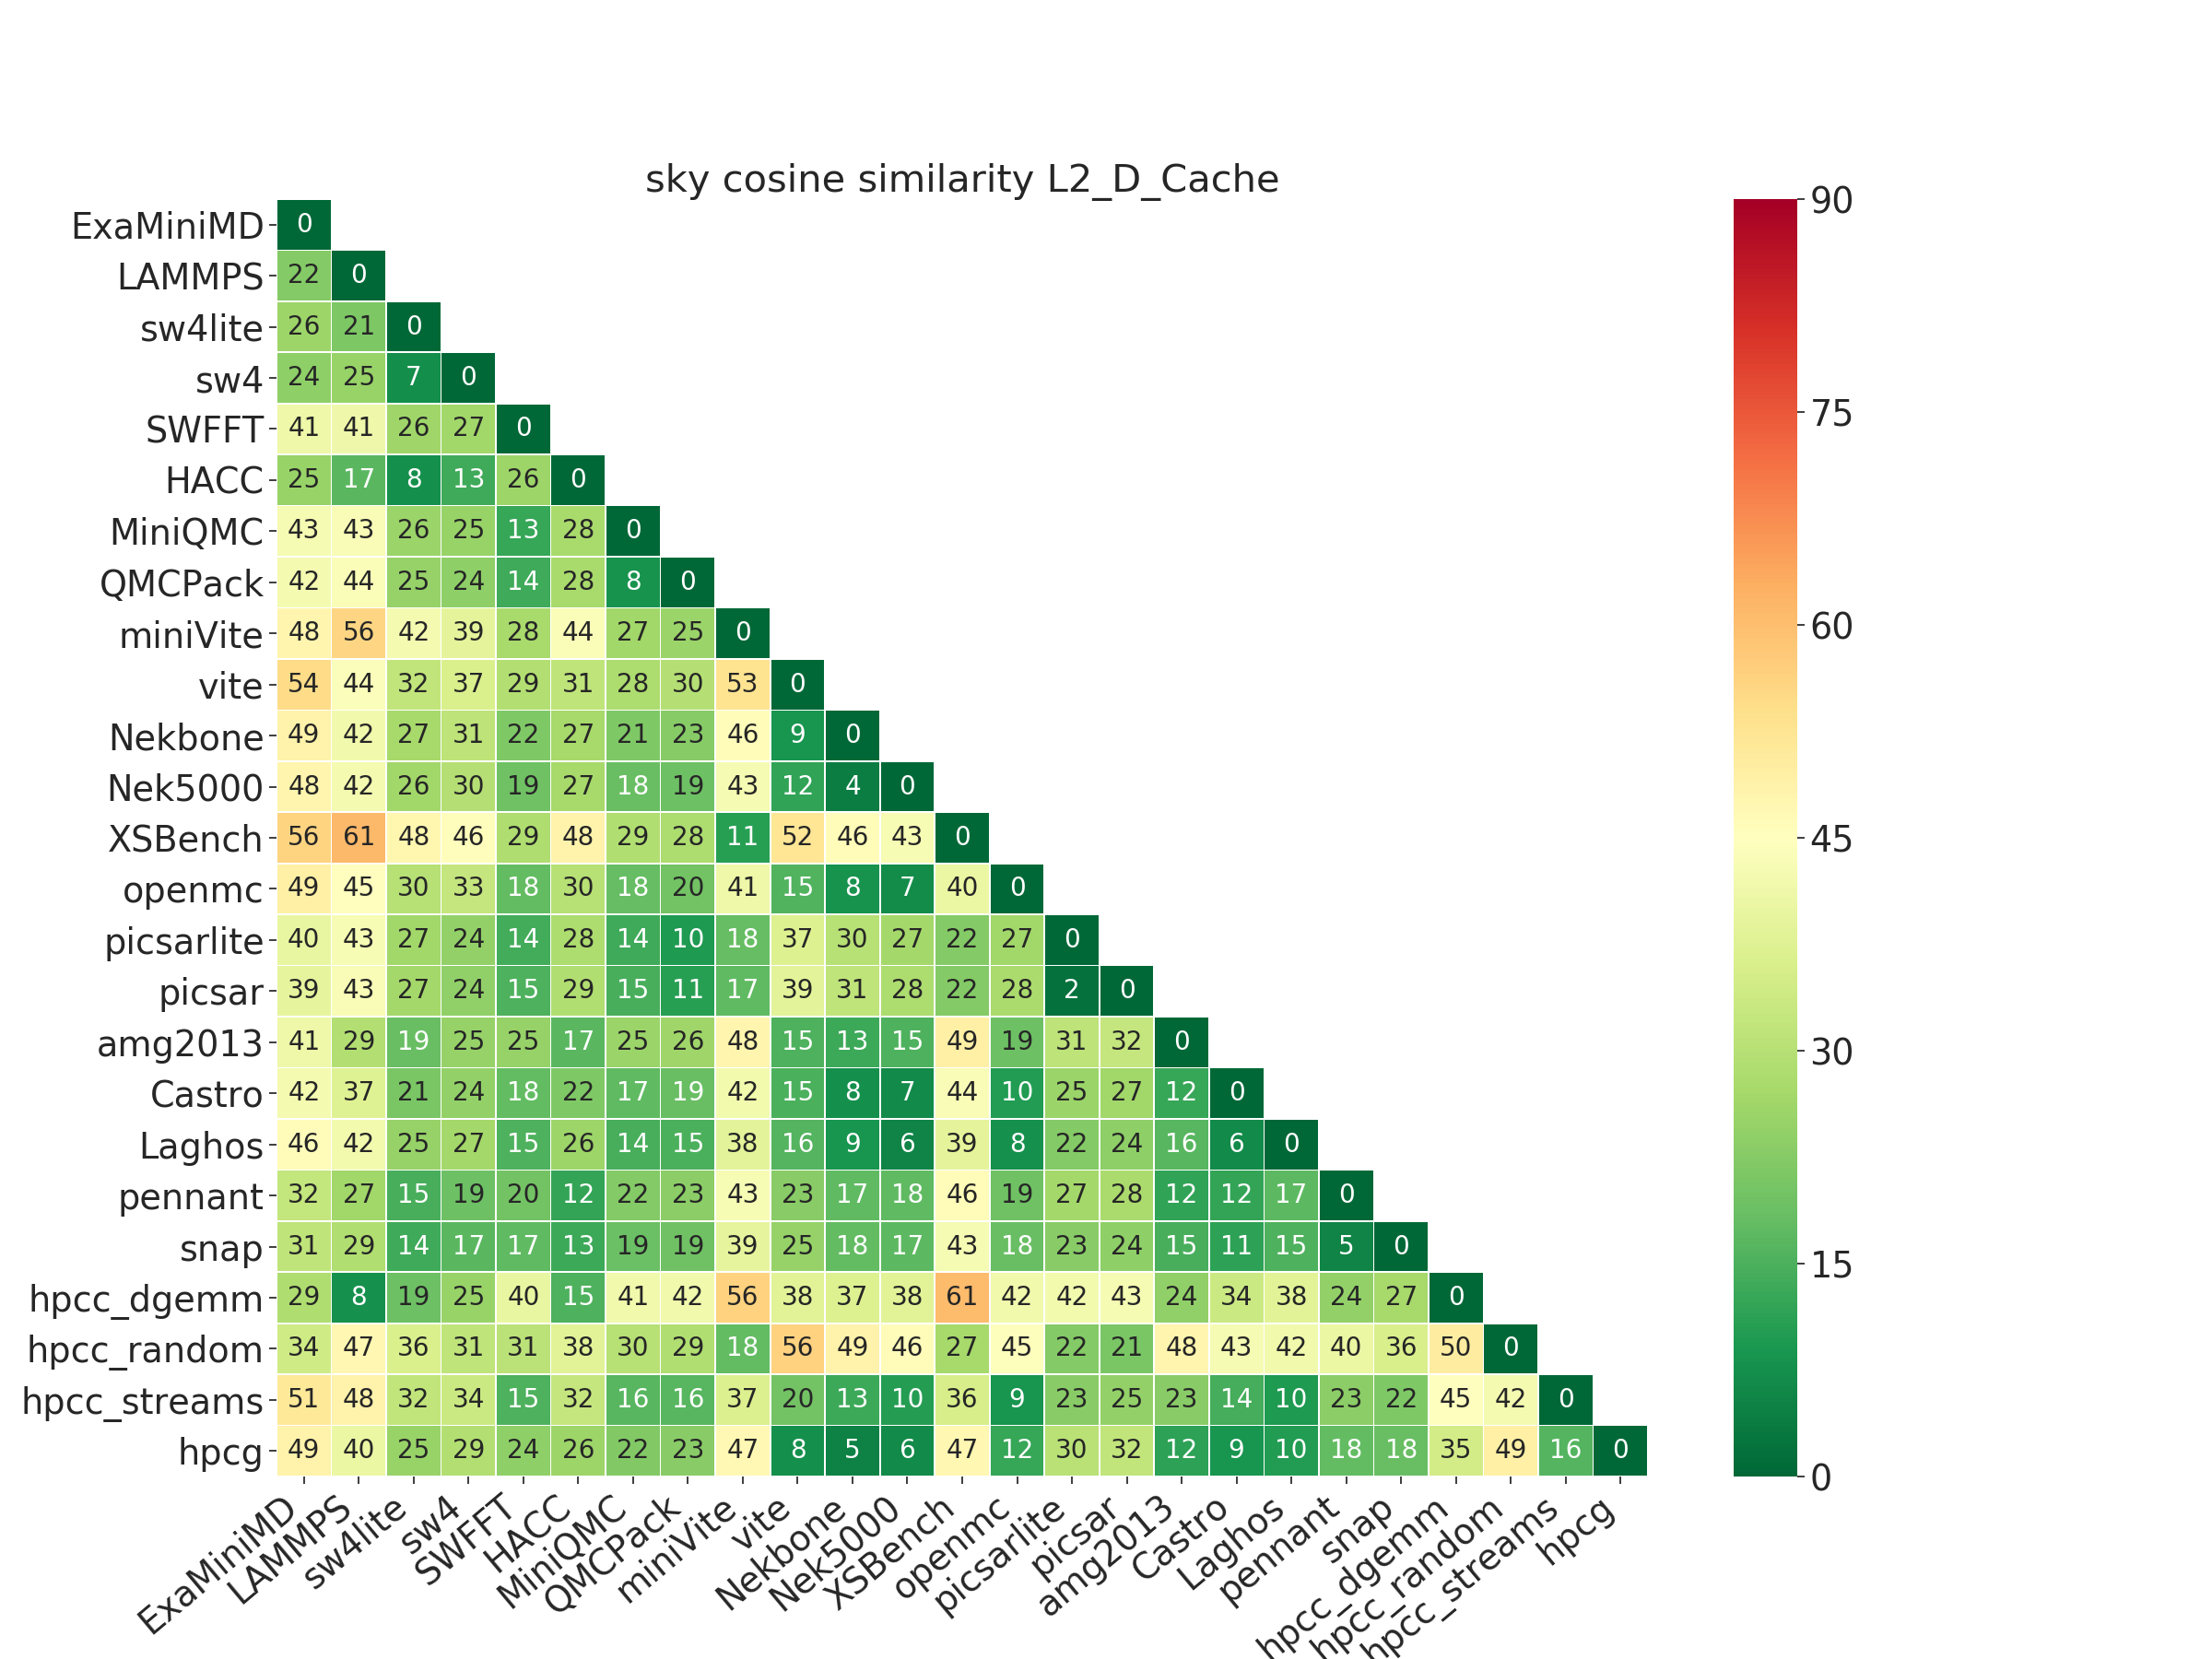 sky cosine similarity L2_D_Cache
ExaMiniMD 0
LAMMPS 22 0
sw4lite 26 21 0
sw4 24 25 7 0
SWFFT 41 41 26 27 0
HACC 25 17 8 13 26 0
MiniQMC 43 43 26 25 13 28 0
QMCPack 42 44 25 24 14 28 8 0
miniVite 48 56 42 39 28 44 27 25 0
vite 54 44 32 37 29 31 28 30 53 0
Nekbone 49 42 27 31 22 27 21 23 46 9 0
Nek5000 48 42 26 30 19 27 18 19 43 12 4 0
XSBench 56 61 48 46 29 48 29 28 11 52 46 43 0
openmc 49 45 30 33 18 30 18 20 41 15 8 7 40 0
picsarlite 40 43 27 24 14 28 14 10 18 37 30 27 22 27 0
picsar 39 43 27 24 15 29 15 11 17 39 31 28 22 28 2 0
amg2013 41 29 19 25 25 17 25 26 48 15 13 15 49 19 31 32 0
Castro 42 37 21 24 18 22 17 19 42 15 8 7 44 10 25 27 12 0
Laghos 46 42 25 27 15 26 14 15 38 16 9 6 39 8 22 24 16 6 0
pennant 32 27 15 19 20 12 22 23 43 23 17 18 46 19 27 28 12 12 17 0
snap 31 29 14 17 17 13 19 19 39 25 18 17 43 18 23 24 15 11 15 5 0
hpcc_dgemm 29 8 19 25 40 15 41 42 56 38 37 38 61 42 42 43 24 34 38 24 27 0
hpcc_random 34 47 36 31 31 38 30 29 18 56 49 46 27 45 22 21 48 43 42 40 36 50 0
hpcc_streams 51 48 32 34 15 32 16 16 37 20 13 10 36 9 23 25 23 14 10 23 22 45 42 0
hpcg 49 40 25 29 24 26 22 23 47 8 5 6 47 12 30 32 12 9 10 18 18 35 49 16 0
ExaMiniMD
LAMMPS
sw4lite
sw4
SWFFT
HACC
MiniQMC
QMCPack
miniVite
vite
Nekbone
Nek5000
XSBench
openmc
picsarlite
picsar
amg2013
Castro
Laghos
pennant
snap
hpcc_dgemm
hpcc_random
hpcc_streams
hpcg
90
75
60
45
30
15
0